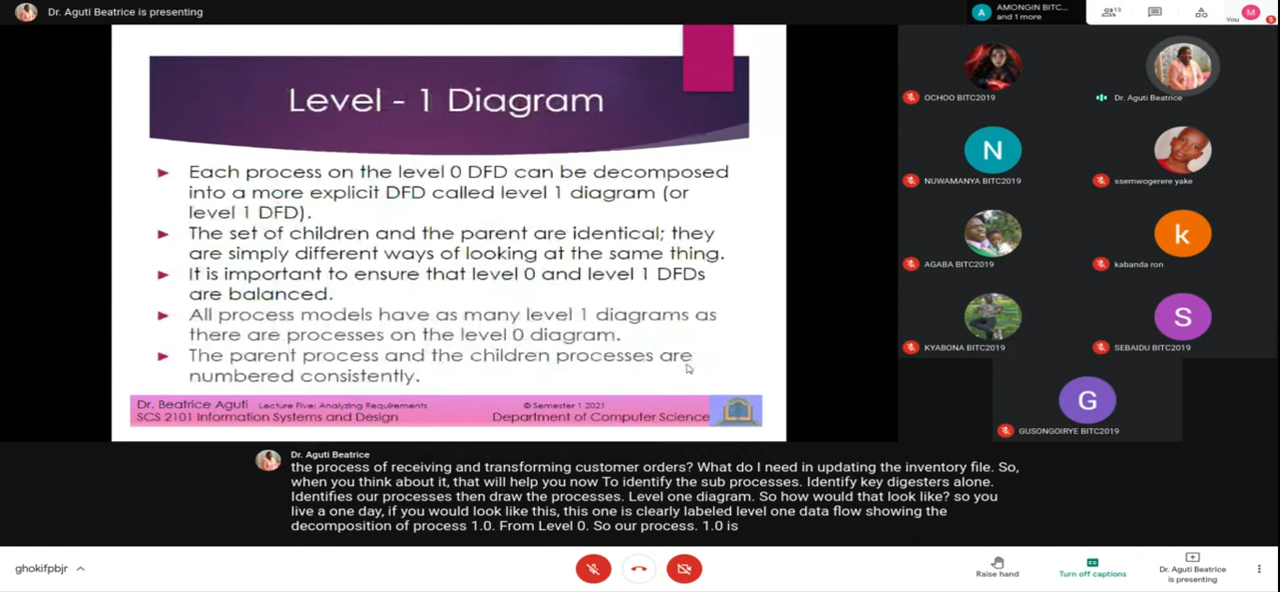 Dr. Aguti Beatrice is presenting
A
AMONGIN BITC...
and 1 more
13
You
M
Level - 1 Diagram
Each process on the level 0 DFD can be decomposed
into a more explicit DFD called level 1 diagram (or
level 1 DFD).
The set of children and the parent are identical; they
are simply different ways of looking at the same thing.
It is important to ensure that level 0 and level 1 DFDs
are balanced.
All process models have as many level 1 diagrams as
there are processes on the level 0 diagram.
The parent process and the children processes are
numbered consistently.
Dr. Beatrice Aguti Lecture Five: Analyzing Requirements © Semester 1 2021
SCS 2101 Information Systems and Design Department of Computer Science
OCHOO BITC2019
Dr. Aguti Beatrice
N
NUWAMANYA BITC2019
ssemwogerere yake
AGABA BITC2019
k
kabanda ron
KYABONA BITC2019
S
SEBAIDU BITC2019
G
GUSONGOIRYE BITC2019
Dr. Aguti Beatrice
the process of receiving and transforming customer orders? What do I need in updating the inventory file. So,
when you think about it, that will help you now To identify the sub processes. Identify key digesters alone.
Identifies our processes then draw the processes. Level one diagram. So how would that look like? so you
live a one day, if you would look like this, this one is clearly labeled level one data flow showing the
decomposition of process 1.0. From Level 0. So our process. 1.0 is
ghokifpbjr
Raise hand
CC
Turn off captions
Dr. Aguti Beatrice
is presenting